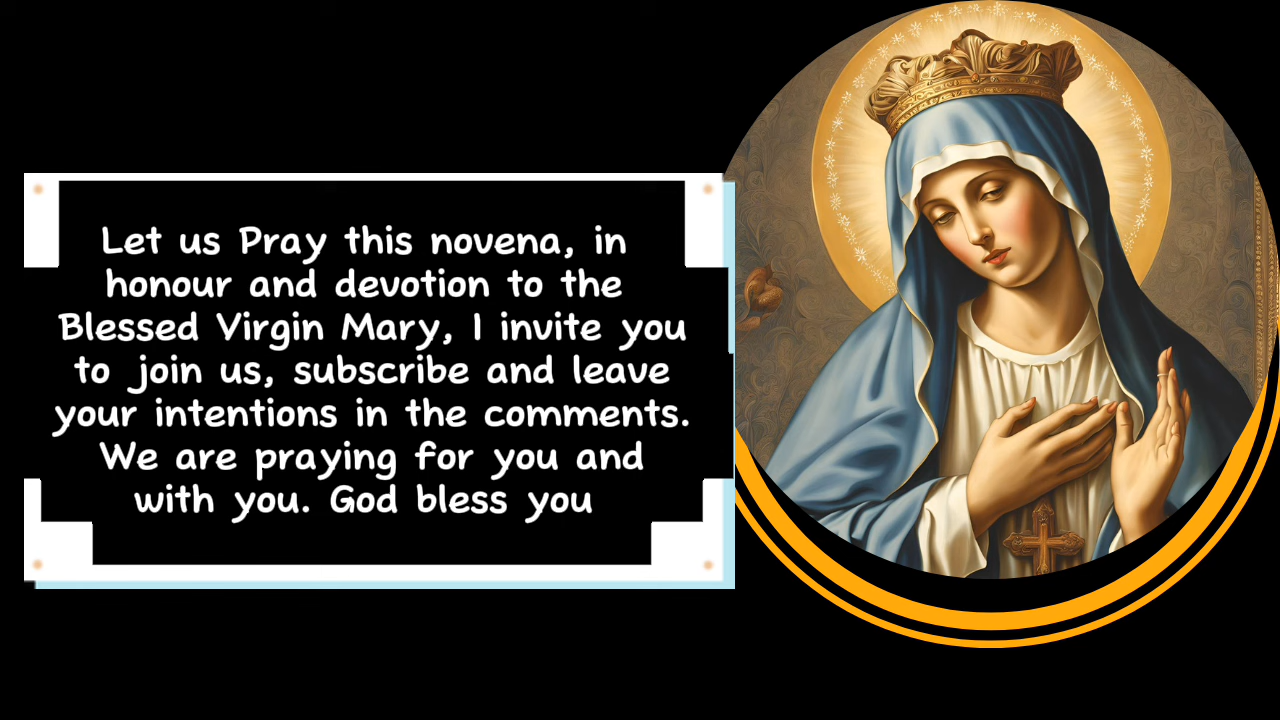 Let us Pray this novena, in
honour and devotion to the
Blessed Virgin Mary, I invite you
to join us, subscribe and leave
your intentions in the comments.
We are praying for you and
with you. God bless you